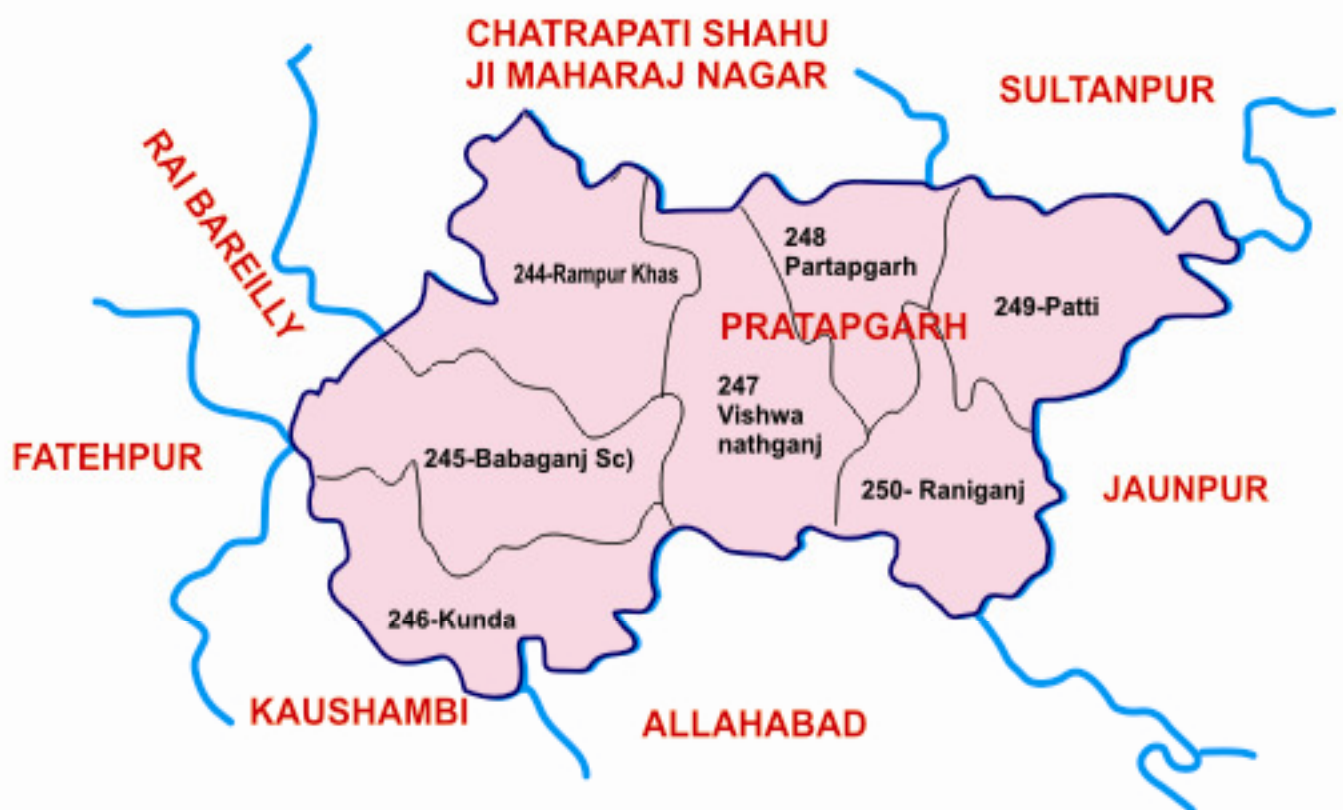 CHATRAPATI SHAHU
JI MAHARAJ NAGAR
SULTANPUR
RAI BAREILLY
248
Partapgarh
244-Rampur Khas
249-Patti
PRATAPGARH
247
Vishwa
nathganj
FATEHPUR
245-Babaganj Sc)
250- Raniganj
JAUNPUR
246-Kunda
KAUSHAMBI
ALLAHABAD